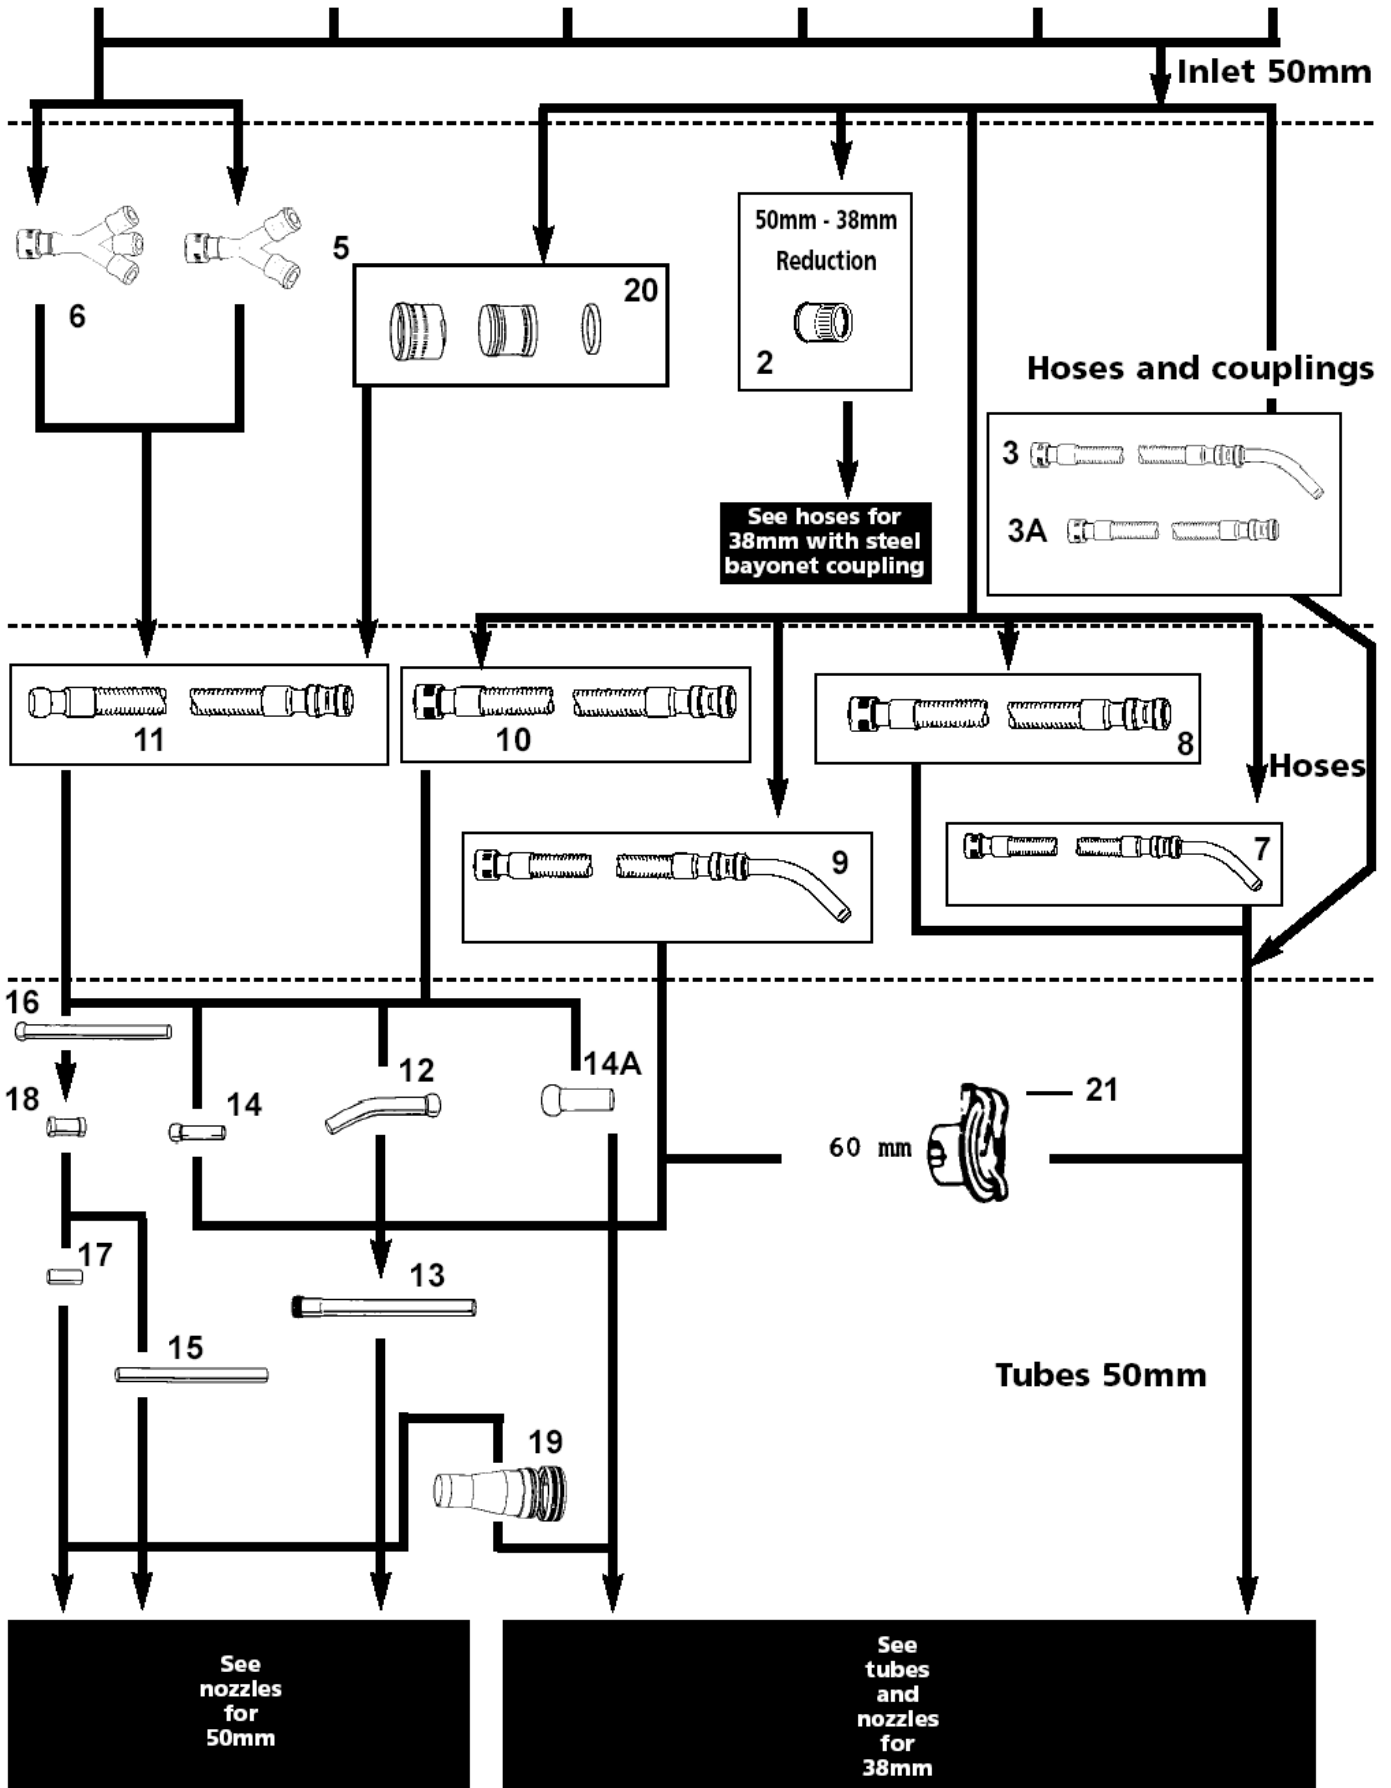 Inlet 50mm
5
6
20
50mm - 38mm
Reduction
2
Hoses and couplings
3
3A
See hoses for
38mm with steel
bayonet coupling
11
10
8
Hoses
9
7
16
18
14
12
14A
21
60 mm
17
13
15
Tubes 50mm
19
See
nozzles
for
50mm
See
tubes
and
nozzles
for
38mm